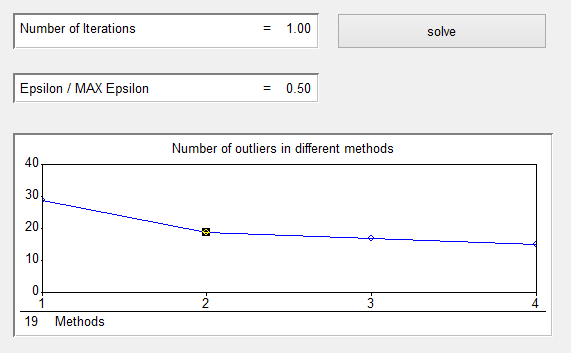 Number of Iterations = 1.00
solve
Epsilon / MAX Epsilon = 0.50
Number of outliers in different methods
40
30
20
10
0
1 2 3 4
19 Methods